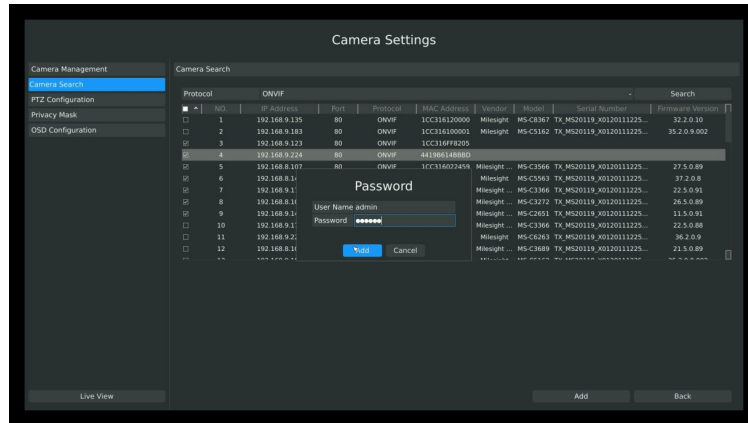 Camera Settings
Camera Management
Camera Search
PTZ Configuration
Privacy Mask
OSD Configuration
Live View
Camera Search
Protocol ONVIF Search
NO. IP Address Port Protocol MAC Address Vendor Model Serial Number Firmware Version
1 192.168.9.135 80 ONVIF 1CC316120000 Milesight MS-C8367 TX_MS20119_X0120111225... 32.2.0.10
2 192.168.9.183 80 ONVIF 1CC316100001 Milesight MS-C5162 TX_MS20119_X0120111225... 35.2.0.9.002
3 192.168.9.123 80 ONVIF 1CC316FF8205
4 192.168.9.224 80 ONVIF
5 192.168.8.107 80 ONVIF 1CC316022459 Milesight ... MS-C3566 TX_MS20119_X0120111225... 27.5.0.89
6 Milesight MS-C5563 TX_MS20119_X0120111225... 37.2.0.8
7 Milesight ... MS-C3366 TX_MS20119_X0120111225... 22.5.0.91
8 Milesight ... MS-C3272 TX_MS20119_X0120111225... 26.5.0.89
9 Milesight ... MS-C2651 TX_MS20119_X0120111225... 11.5.0.91
10 Milesight ... MS-C3366 TX_MS20119_X0120111225... 22.5.0.88
11 Milesight MS-C6263 TX_MS20119_X0120111225... 36.2.0.9
12 Milesight ... MS-C3689 TX_MS20119_X0120111225... 21.5.0.89
Password
User Name admin
Password ●●●●●●
Add Cancel
Add Back